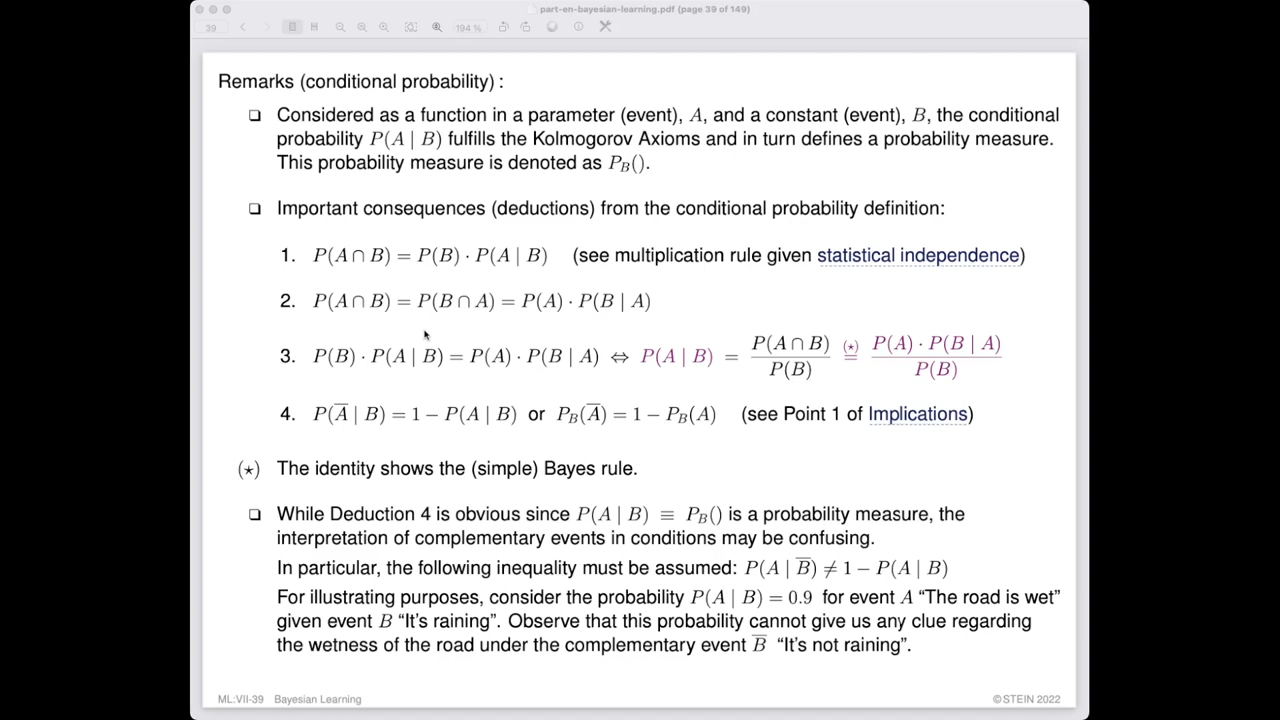 part-en-bayesian-learning.pdf (page 39 of 149)
39
194 %
Remarks (conditional probability) :
❑ Considered as a function in a parameter (event), A, and a constant (event), B, the conditional
probability P(A | B) fulfills the Kolmogorov Axioms and in turn defines a probability measure.
This probability measure is denoted as P_B().
❑ Important consequences (deductions) from the conditional probability definition:
1. P(A ∩ B) = P(B) · P(A | B) (see multiplication rule given statistical independence)
2. P(A ∩ B) = P(B ∩ A) = P(A) · P(B | A)
3. P(B) · P(A | B) = P(A) · P(B | A) ⇔ P(A | B) = P(A ∩ B) / P(B) (⋆)= P(A) · P(B | A) / P(B)
4. P(A̅ | B) = 1 − P(A | B) or P_B(A̅) = 1 − P_B(A) (see Point 1 of Implications)
(⋆) The identity shows the (simple) Bayes rule.
❑ While Deduction 4 is obvious since P(A | B) ≡ P_B() is a probability measure, the
interpretation of complementary events in conditions may be confusing.
In particular, the following inequality must be assumed: P(A | B̅) ≠ 1 − P(A | B)
For illustrating purposes, consider the probability P(A | B) = 0.9 for event A “The road is wet”
given event B “It's raining”. Observe that this probability cannot give us any clue regarding
the wetness of the road under the complementary event B̅ “It's not raining”.
ML:VII-39 Bayesian Learning
©STEIN 2022